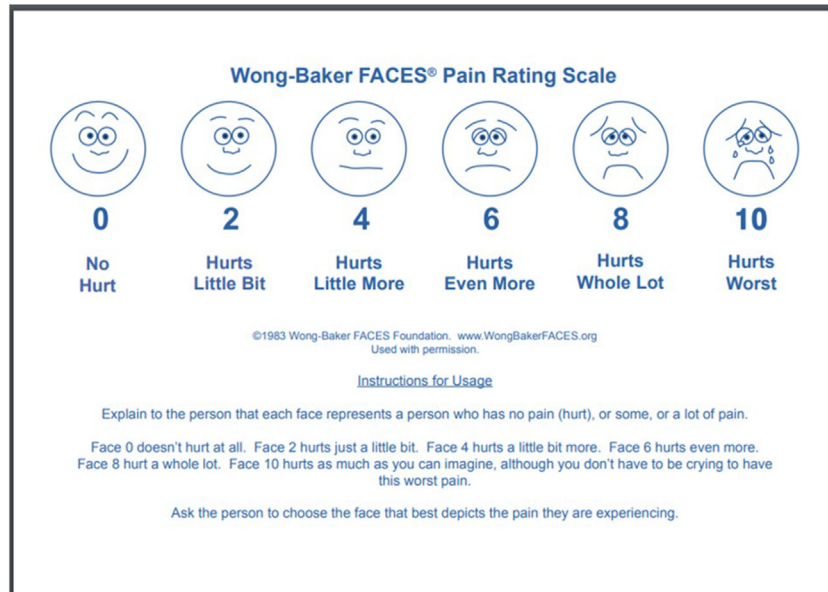 Wong-Baker FACES® Pain Rating Scale
0 2 4 6 8 10
No Hurts Hurts Hurts Hurts Hurts
Hurt Little Bit Little More Even More Whole Lot Worst
©1983 Wong-Baker FACES Foundation. www.WongBakerFACES.org
Used with permission.
Instructions for Usage
Explain to the person that each face represents a person who has no pain (hurt), or some, or a lot of pain.
Face 0 doesn't hurt at all. Face 2 hurts just a little bit. Face 4 hurts a little bit more. Face 6 hurts even more.
Face 8 hurt a whole lot. Face 10 hurts as much as you can imagine, although you don't have to be crying to have
this worst pain.
Ask the person to choose the face that best depicts the pain they are experiencing.